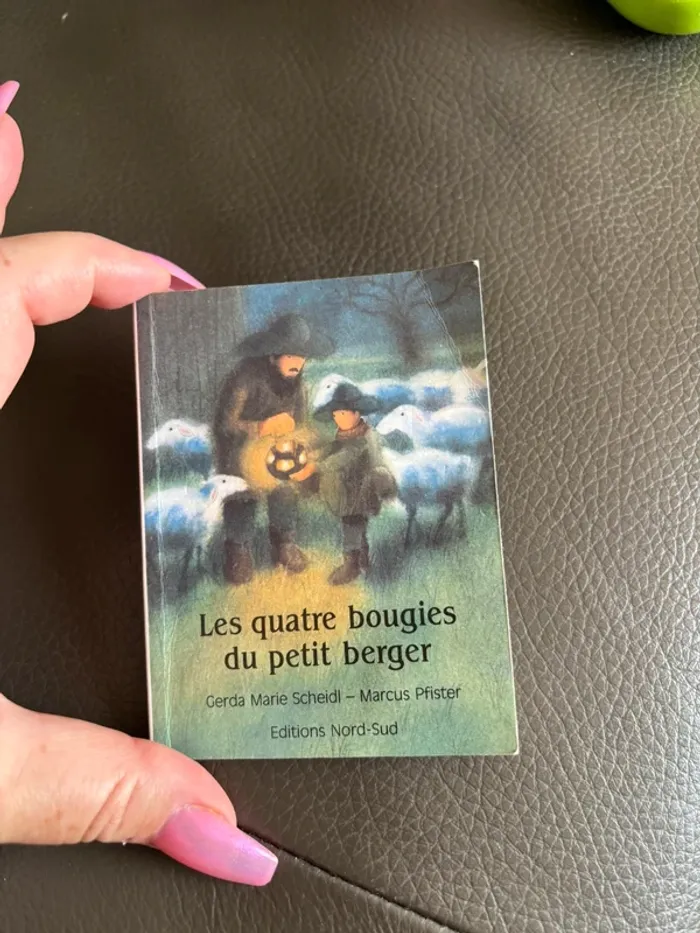 Les quatre bougies
du petit berger
Gerda Marie Scheidl – Marcus Pfister
Editions Nord-Sud